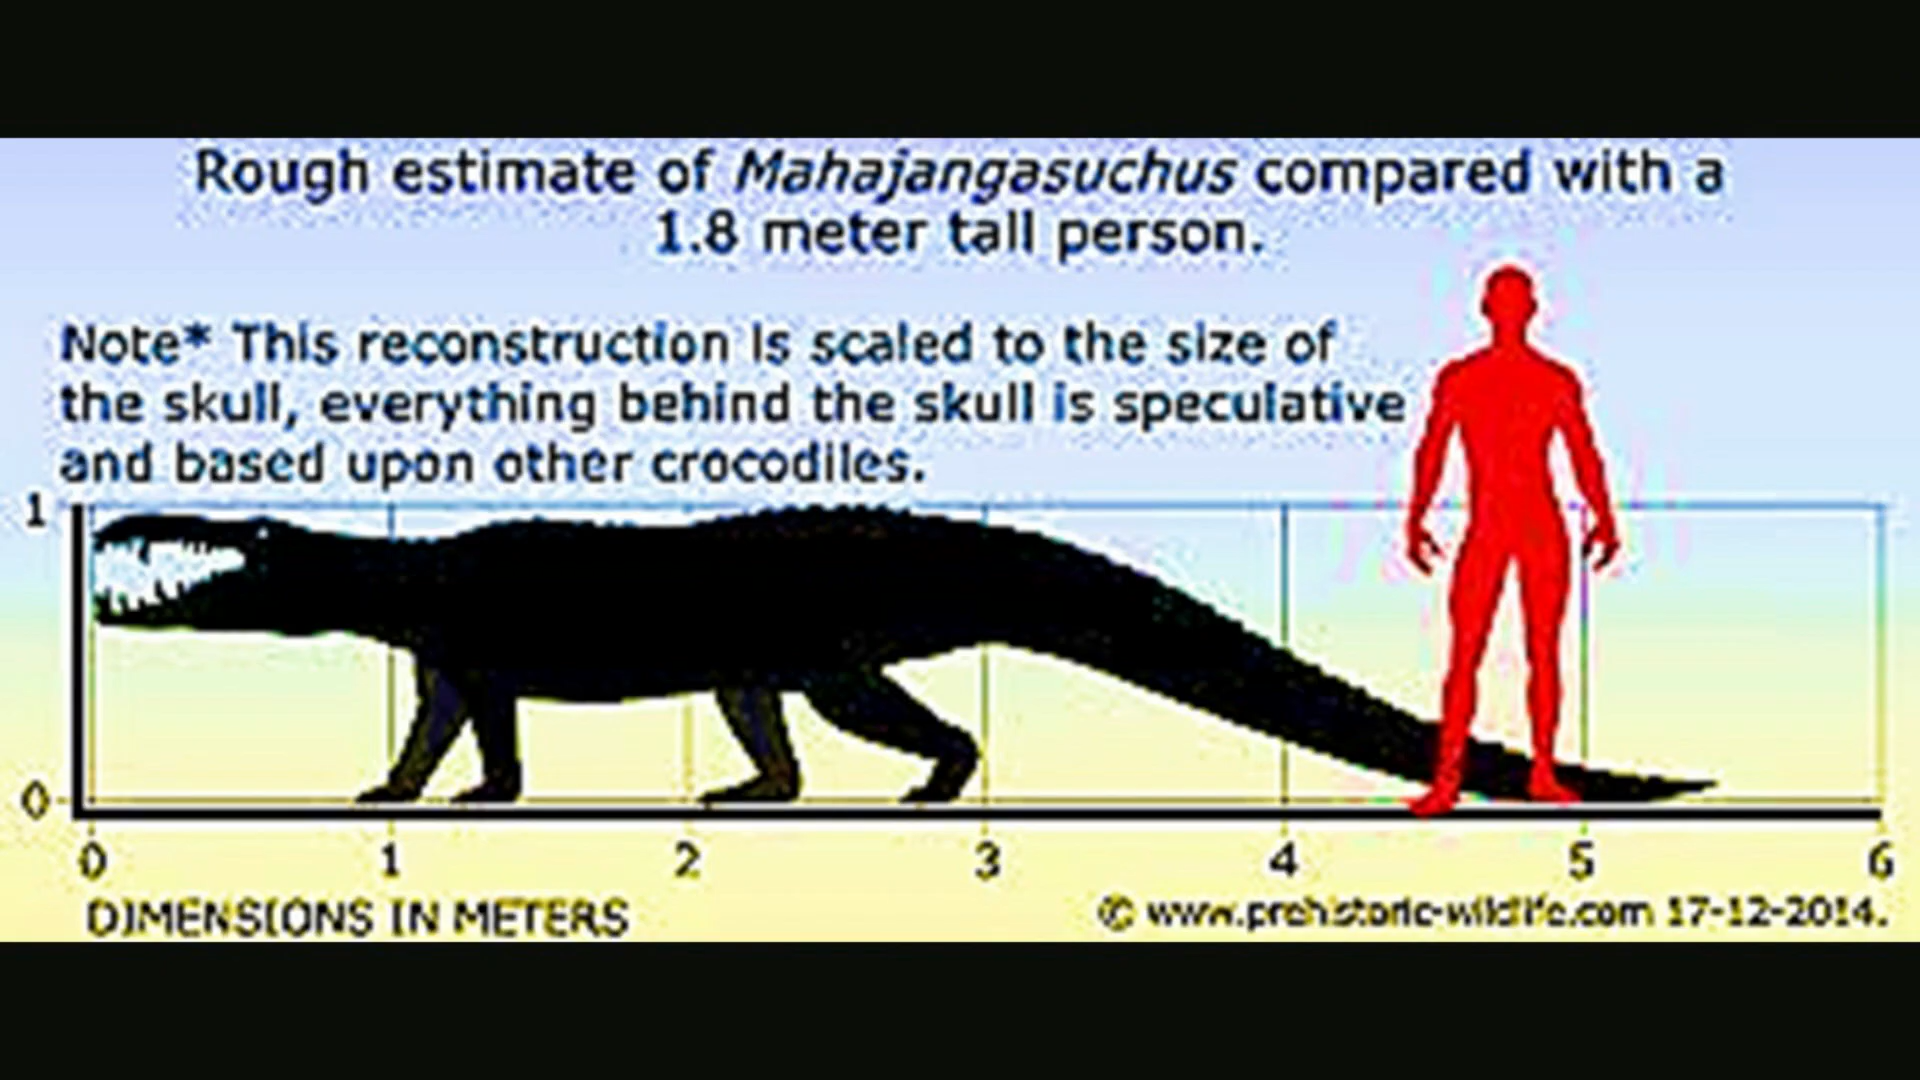 Rough estimate of Mahajangasuchus compared with a
1.8 meter tall person.
Note* This reconstruction is scaled to the size of
the skull, everything behind the skull is speculative
and based upon other crocodiles.
1
0
0 1 2 3 4 5 6
DIMENSIONS IN METERS
© www.prehistoric-wildlife.com 17-12-2014.